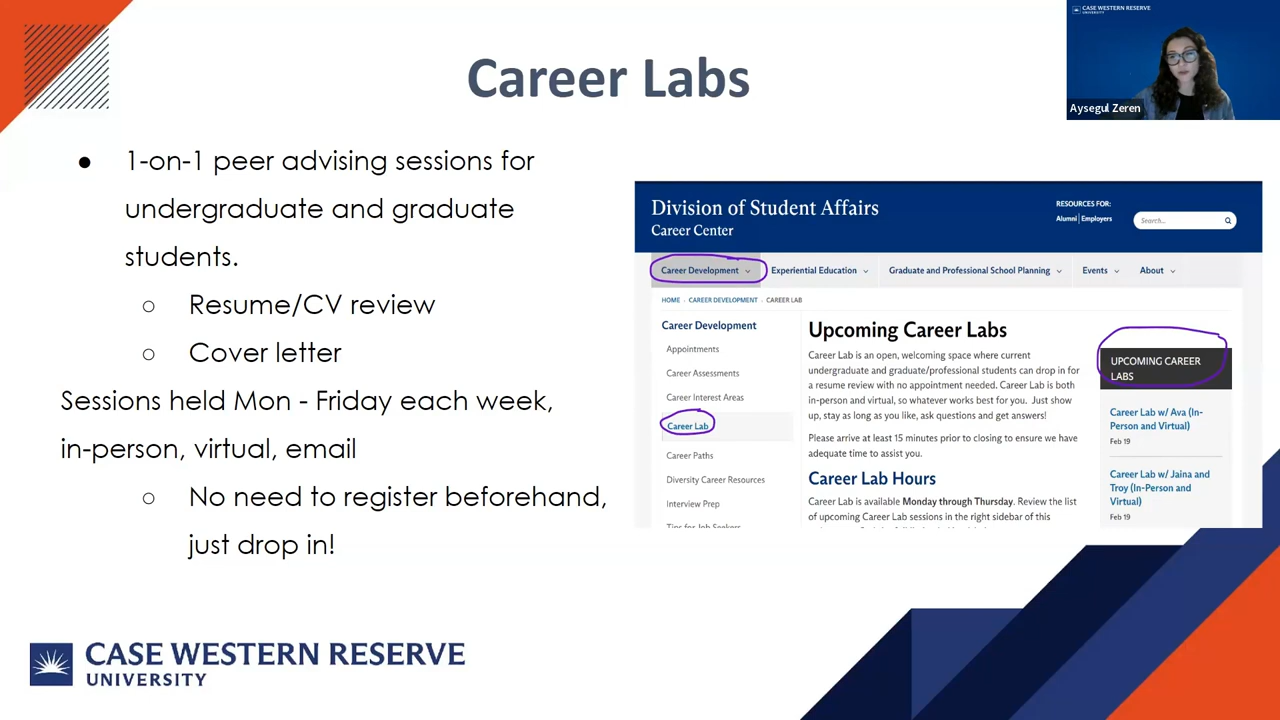 CASE WESTERN RESERVE
UNIVERSITY
Aysegul Zeren
Career Labs
● 1-on-1 peer advising sessions for
undergraduate and graduate
students.
○ Resume/CV review
○ Cover letter
Sessions held Mon - Friday each week,
in-person, virtual, email
○ No need to register beforehand,
just drop in!
Division of Student Affairs
Career Center
RESOURCES FOR:
Alumni | Employers
Search...
Career Development
Experiential Education
Graduate and Professional School Planning
Events
About
HOME › CAREER DEVELOPMENT › CAREER LAB
Career Development
Appointments
Career Assessments
Career Interest Areas
Career Lab
Career Paths
Diversity Career Resources
Interview Prep
Tips for Job Seekers
Upcoming Career Labs
Career Lab is an open, welcoming space where current
undergraduate and graduate/professional students can drop in for
a resume review with no appointment needed. Career Lab is both
in-person and virtual, so whatever works best for you. Just show
up, stay as long as you like, ask questions and get answers!
Please arrive at least 15 minutes prior to closing to ensure we have
adequate time to assist you.
Career Lab Hours
Career Lab is available Monday through Thursday. Review the list
of upcoming Career Lab sessions in the right sidebar of this
UPCOMING CAREER
LABS
Career Lab w/ Ava (In-
Person and Virtual)
Feb 19
Career Lab w/ Jaina and
Troy (In-Person and
Virtual)
Feb 19
CASE WESTERN RESERVE
UNIVERSITY